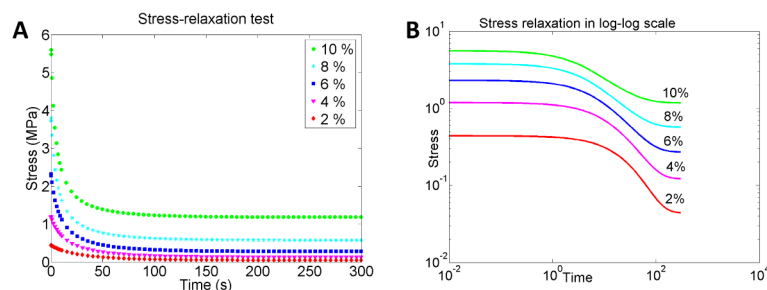 A
Stress-relaxation test
Stress (MPa)
6
5
4
3
2
1
0
10 %
8 %
6 %
4 %
2 %
0 50 100 150 200 250 300
Time (s)
B
Stress relaxation in log-log scale
Stress
10^1
10^0
10^-1
10^-2
10%
8%
6%
4%
2%
10^-2 10^0 10^2 10^4
Time